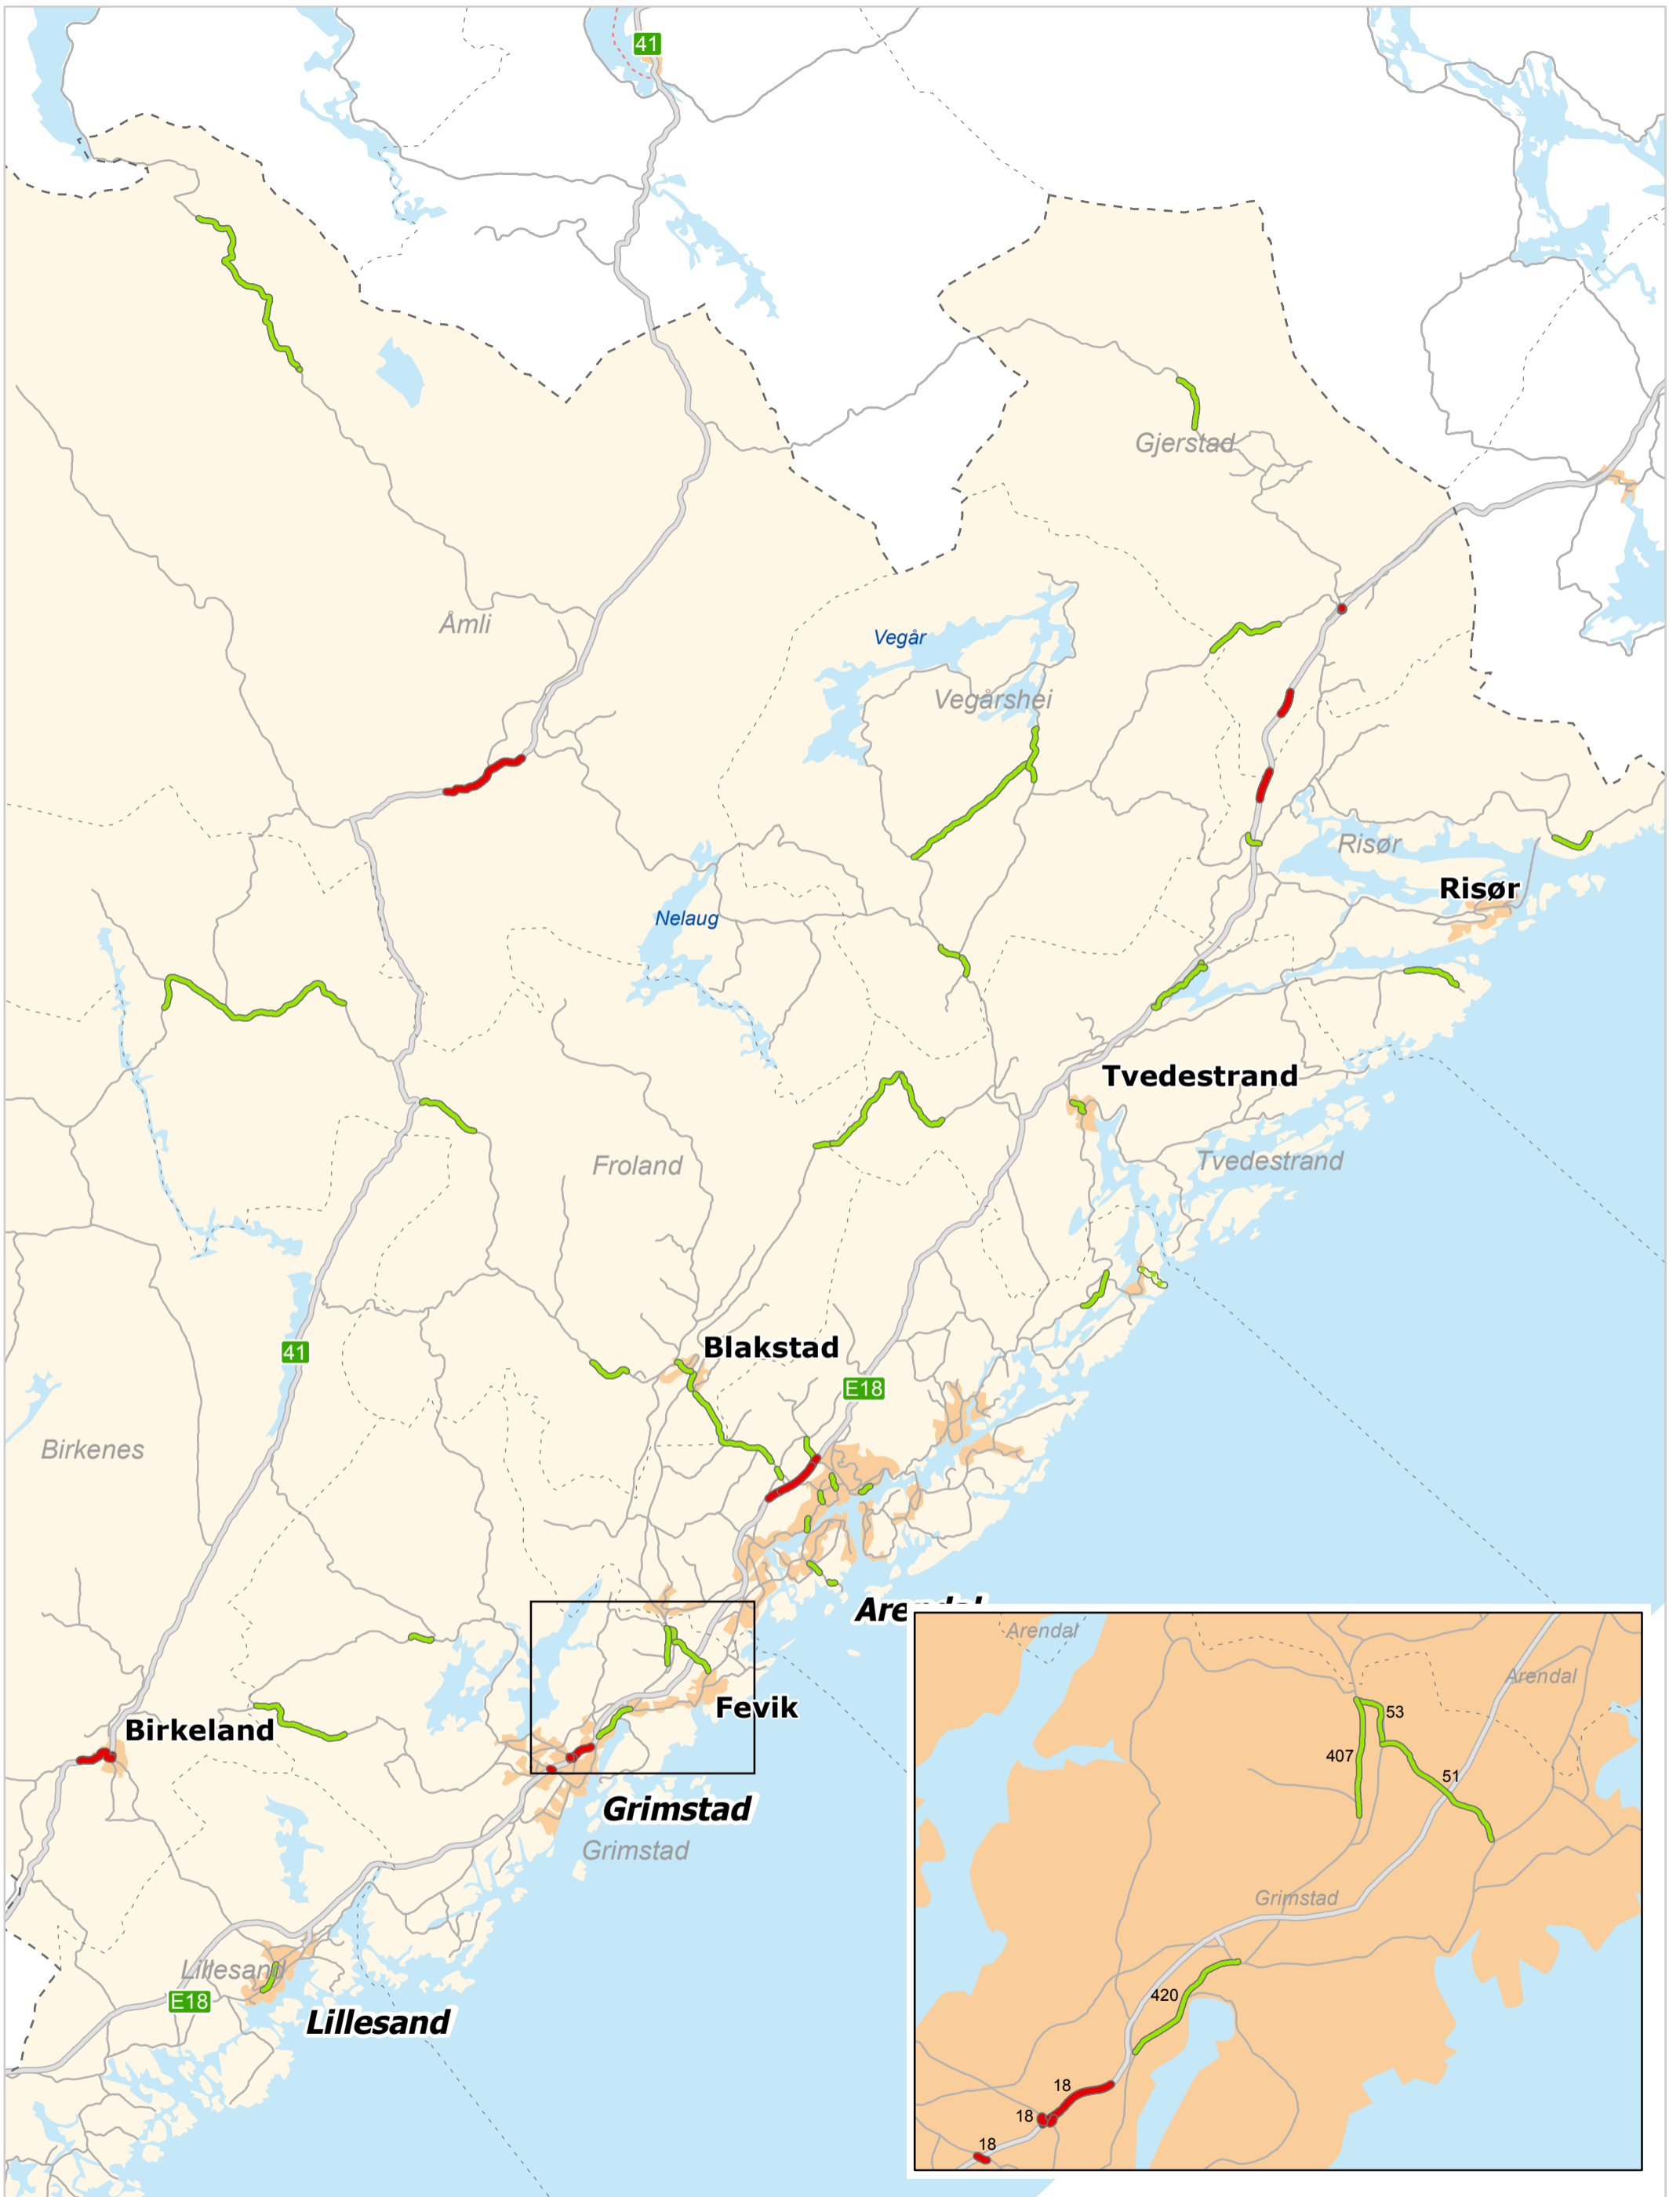 41
Gjerstad
Åmli
Vegår
Vegårshei
Risør
Risør
Nelaug
Tvedestrand
Froland
Tvedestrand
Blakstad
41
E18
Birkenes
Arendal
Arendal
Arendal
53
Fevik
Birkeland
407
51
Grimstad
Grimstad
Grimstad
Lillesand
420
E18
Lillesand
18
18
18